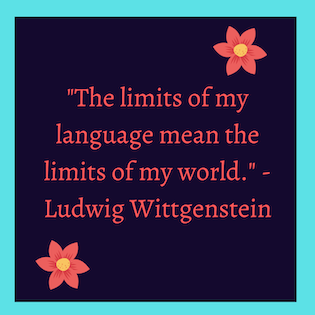 "The limits of my
language mean the
limits of my world." -
Ludwig Wittgenstein